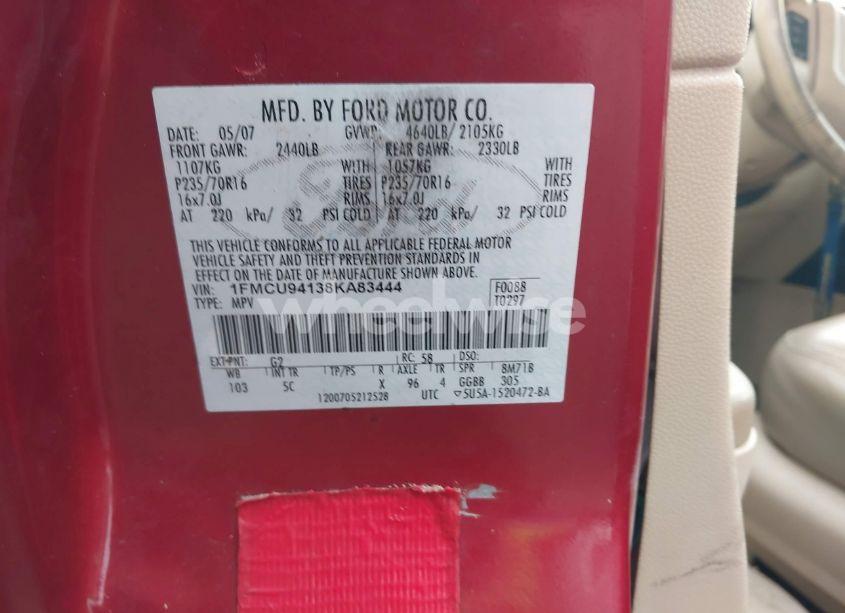 MFD. BY FORD MOTOR CO.
DATE: 05/07 GVWR: 4640LB/ 2105KG
FRONT GAWR: 2440LB REAR GAWR: 2330LB
1107KG WITH 1057KG WITH
P235/70R16 TIRES P235/70R16 TIRES
16x7.0J RIMS 16x7.0J RIMS
AT 220 kPa/ 32 PSI COLD AT 220 kPa/ 32 PSI COLD
THIS VEHICLE CONFORMS TO ALL APPLICABLE FEDERAL MOTOR
VEHICLE SAFETY AND THEFT PREVENTION STANDARDS IN
EFFECT ON THE DATE OF MANUFACTURE SHOWN ABOVE.
VIN: 1FMCU94138KA83444 F0088
TYPE: MPV T0297
wheelwise
EXT PNT: G2 RC: 58 DSO:
WB INT TR TP/PS R AXLE TR SPR 8M71B
103 5C X 96 4 GGBB 305
1200705212528 UTC ▽5U5A-1520472-BA